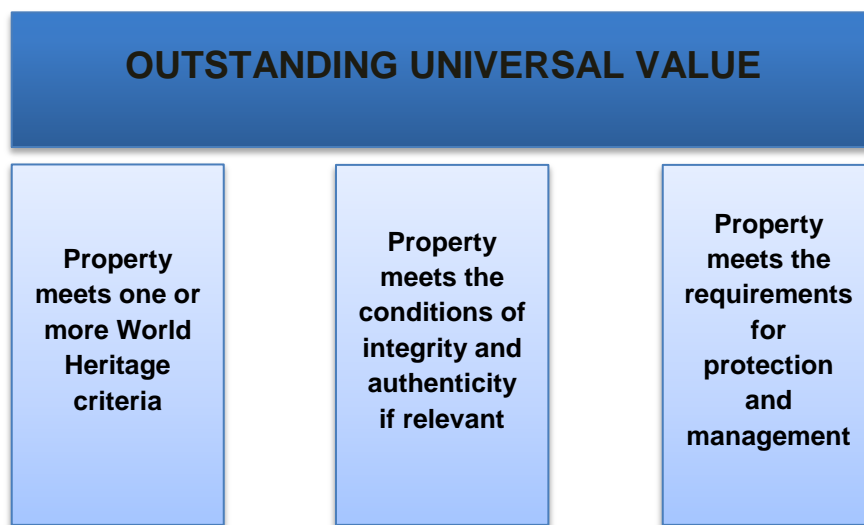 OUTSTANDING UNIVERSAL VALUE
Property
meets one or
more World
Heritage
criteria
Property
meets the
conditions of
integrity and
authenticity
if relevant
Property
meets the
requirements
for
protection
and
management